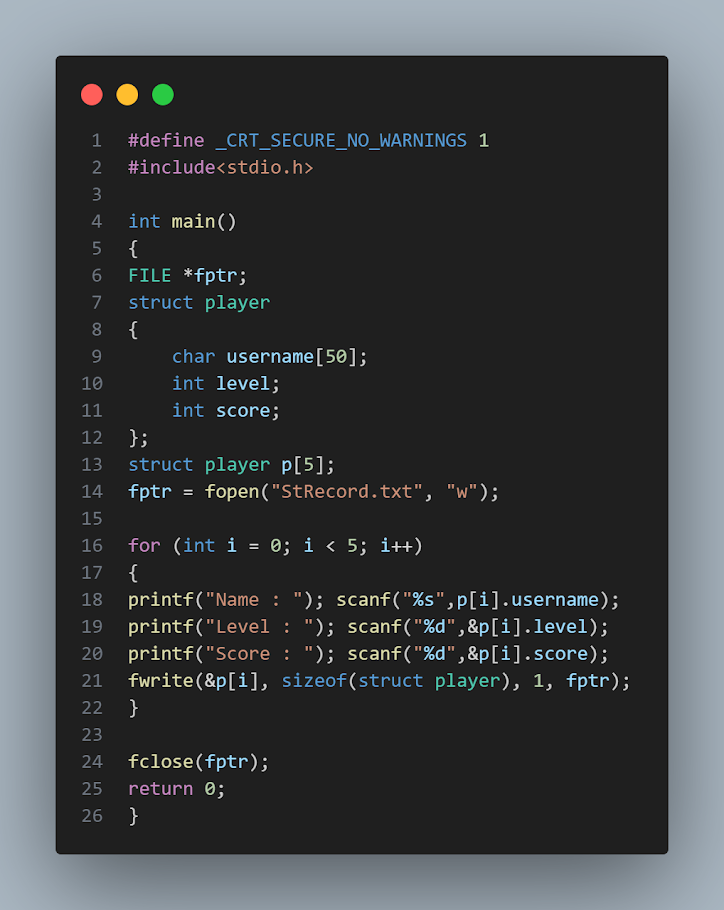 1 #define _CRT_SECURE_NO_WARNINGS 1
2 #include<stdio.h>
3
4 int main()
5 {
6 FILE *fptr;
7 struct player
8 {
9     char username[50];
10     int level;
11     int score;
12 };
13 struct player p[5];
14 fptr = fopen("StRecord.txt", "w");
15
16 for (int i = 0; i < 5; i++)
17 {
18 printf("Name : "); scanf("%s",p[i].username);
19 printf("Level : "); scanf("%d",&p[i].level);
20 printf("Score : "); scanf("%d",&p[i].score);
21 fwrite(&p[i], sizeof(struct player), 1, fptr);
22 }
23
24 fclose(fptr);
25 return 0;
26 }